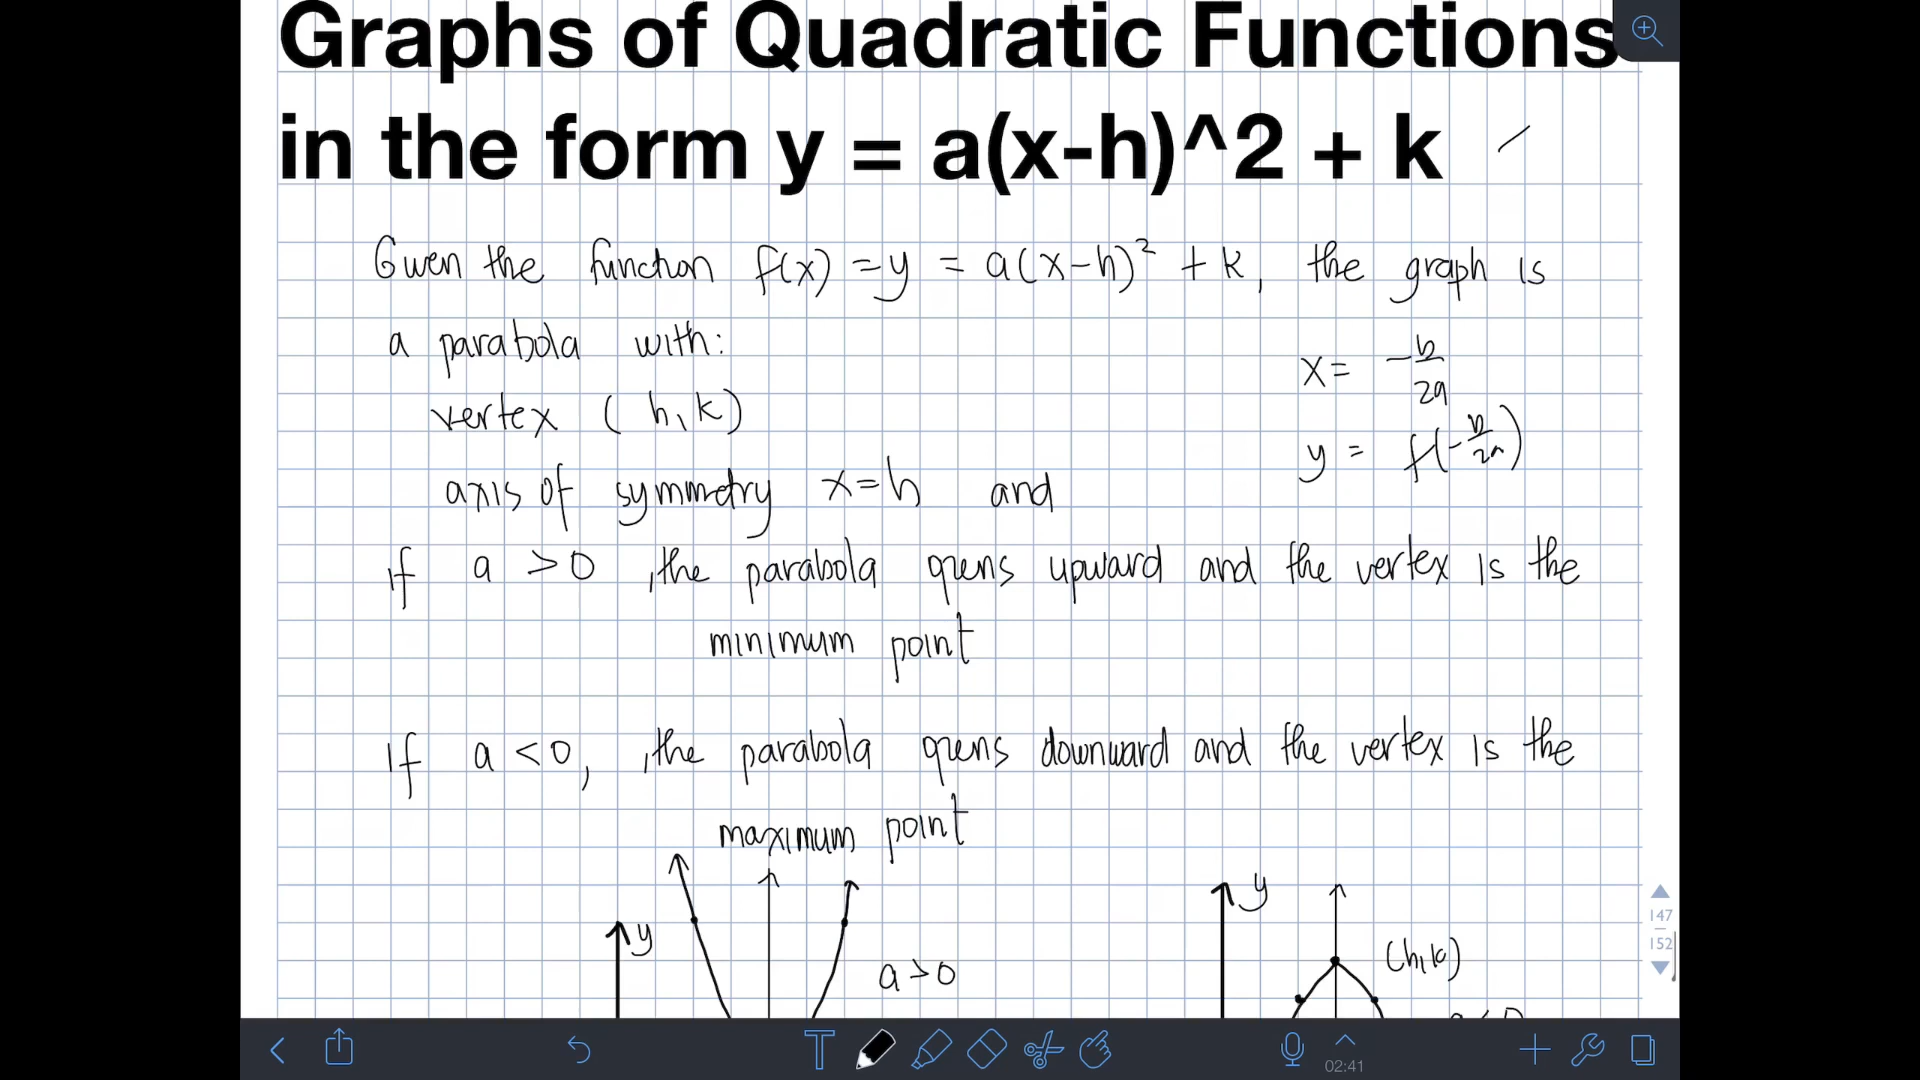 Graphs of Quadratic Functions
in the form y = a(x-h)^2 + k
Given the function f(x) = y = a(x-h)² + k, the graph is
a parabola with:
x = -b/2a
vertex (h,k)
y = f(-b/2a)
axis of symmetry x=h and
if a > 0 ,the parabola opens upward and the vertex is the
minimum point
If a < 0, ,the parabola opens downward and the vertex is the
maximum point
y
y
(h,k)
a > 0
147
152
T
02:41